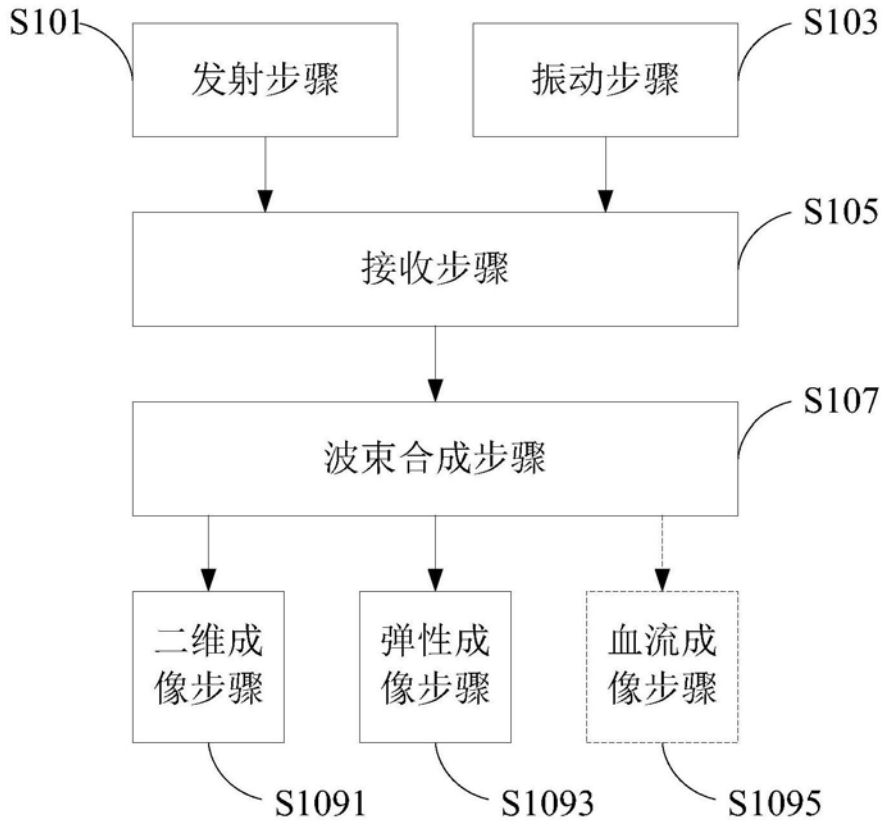 S101
S103
发射步骤
振动步骤
S105
接收步骤
S107
波束合成步骤
二维成
像步骤
弹性成
像步骤
血流成
像步骤
S1091
S1093
S1095